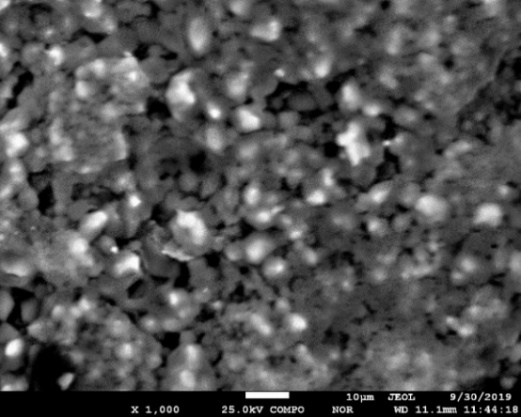 10µm JEOL 9/30/2019
X 1,000 25.0kV COMPO NOR WD 11.1mm 11:44:18